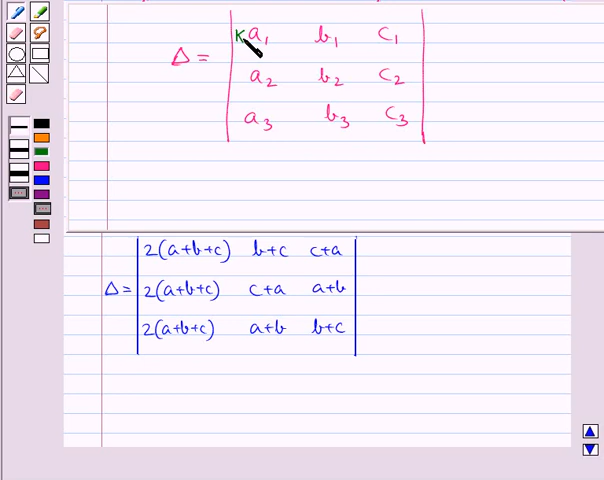 Ka₁ b₁ c₁
Δ =
a₂ b₂ c₂
a₃ b₃ c₃
2(a+b+c) b+c c+a
Δ = 2(a+b+c) c+a a+b
2(a+b+c) a+b b+c